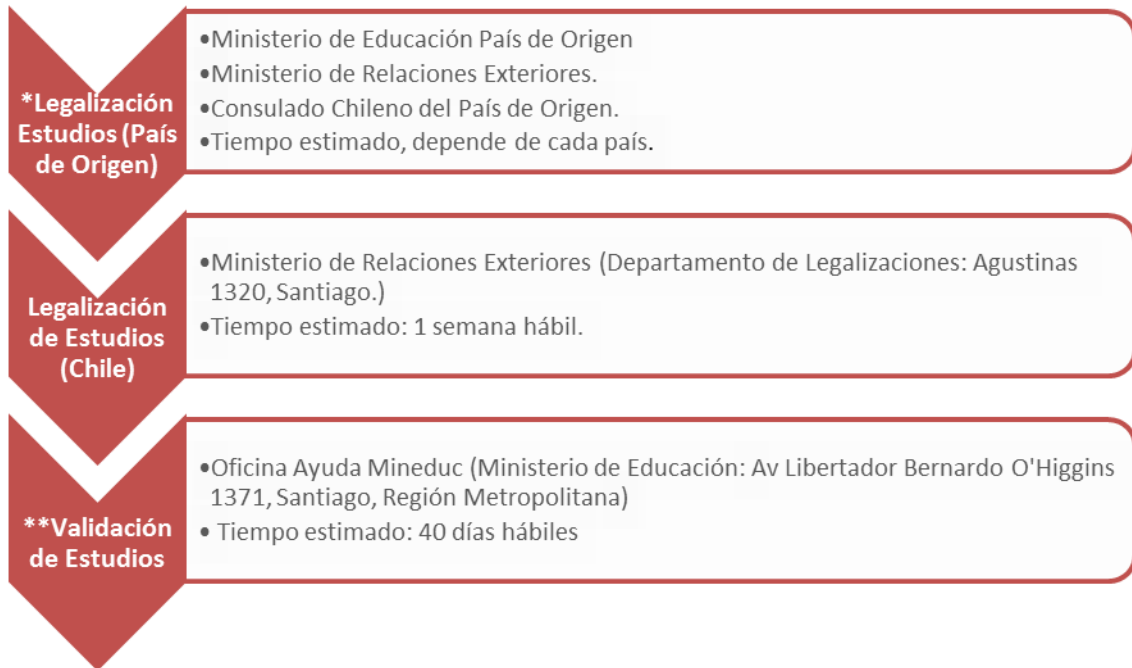 *Legalización
Estudios (País
de Origen)
•Ministerio de Educación País de Origen
•Ministerio de Relaciones Exteriores.
•Consulado Chileno del País de Origen.
•Tiempo estimado, depende de cada país.
Legalización
de Estudios
(Chile)
•Ministerio de Relaciones Exteriores (Departamento de Legalizaciones: Agustinas
1320, Santiago.)
•Tiempo estimado: 1 semana hábil.
**Validación
de Estudios
•Oficina Ayuda Mineduc (Ministerio de Educación: Av Libertador Bernardo O'Higgins
1371, Santiago, Región Metropolitana)
• Tiempo estimado: 40 días hábiles